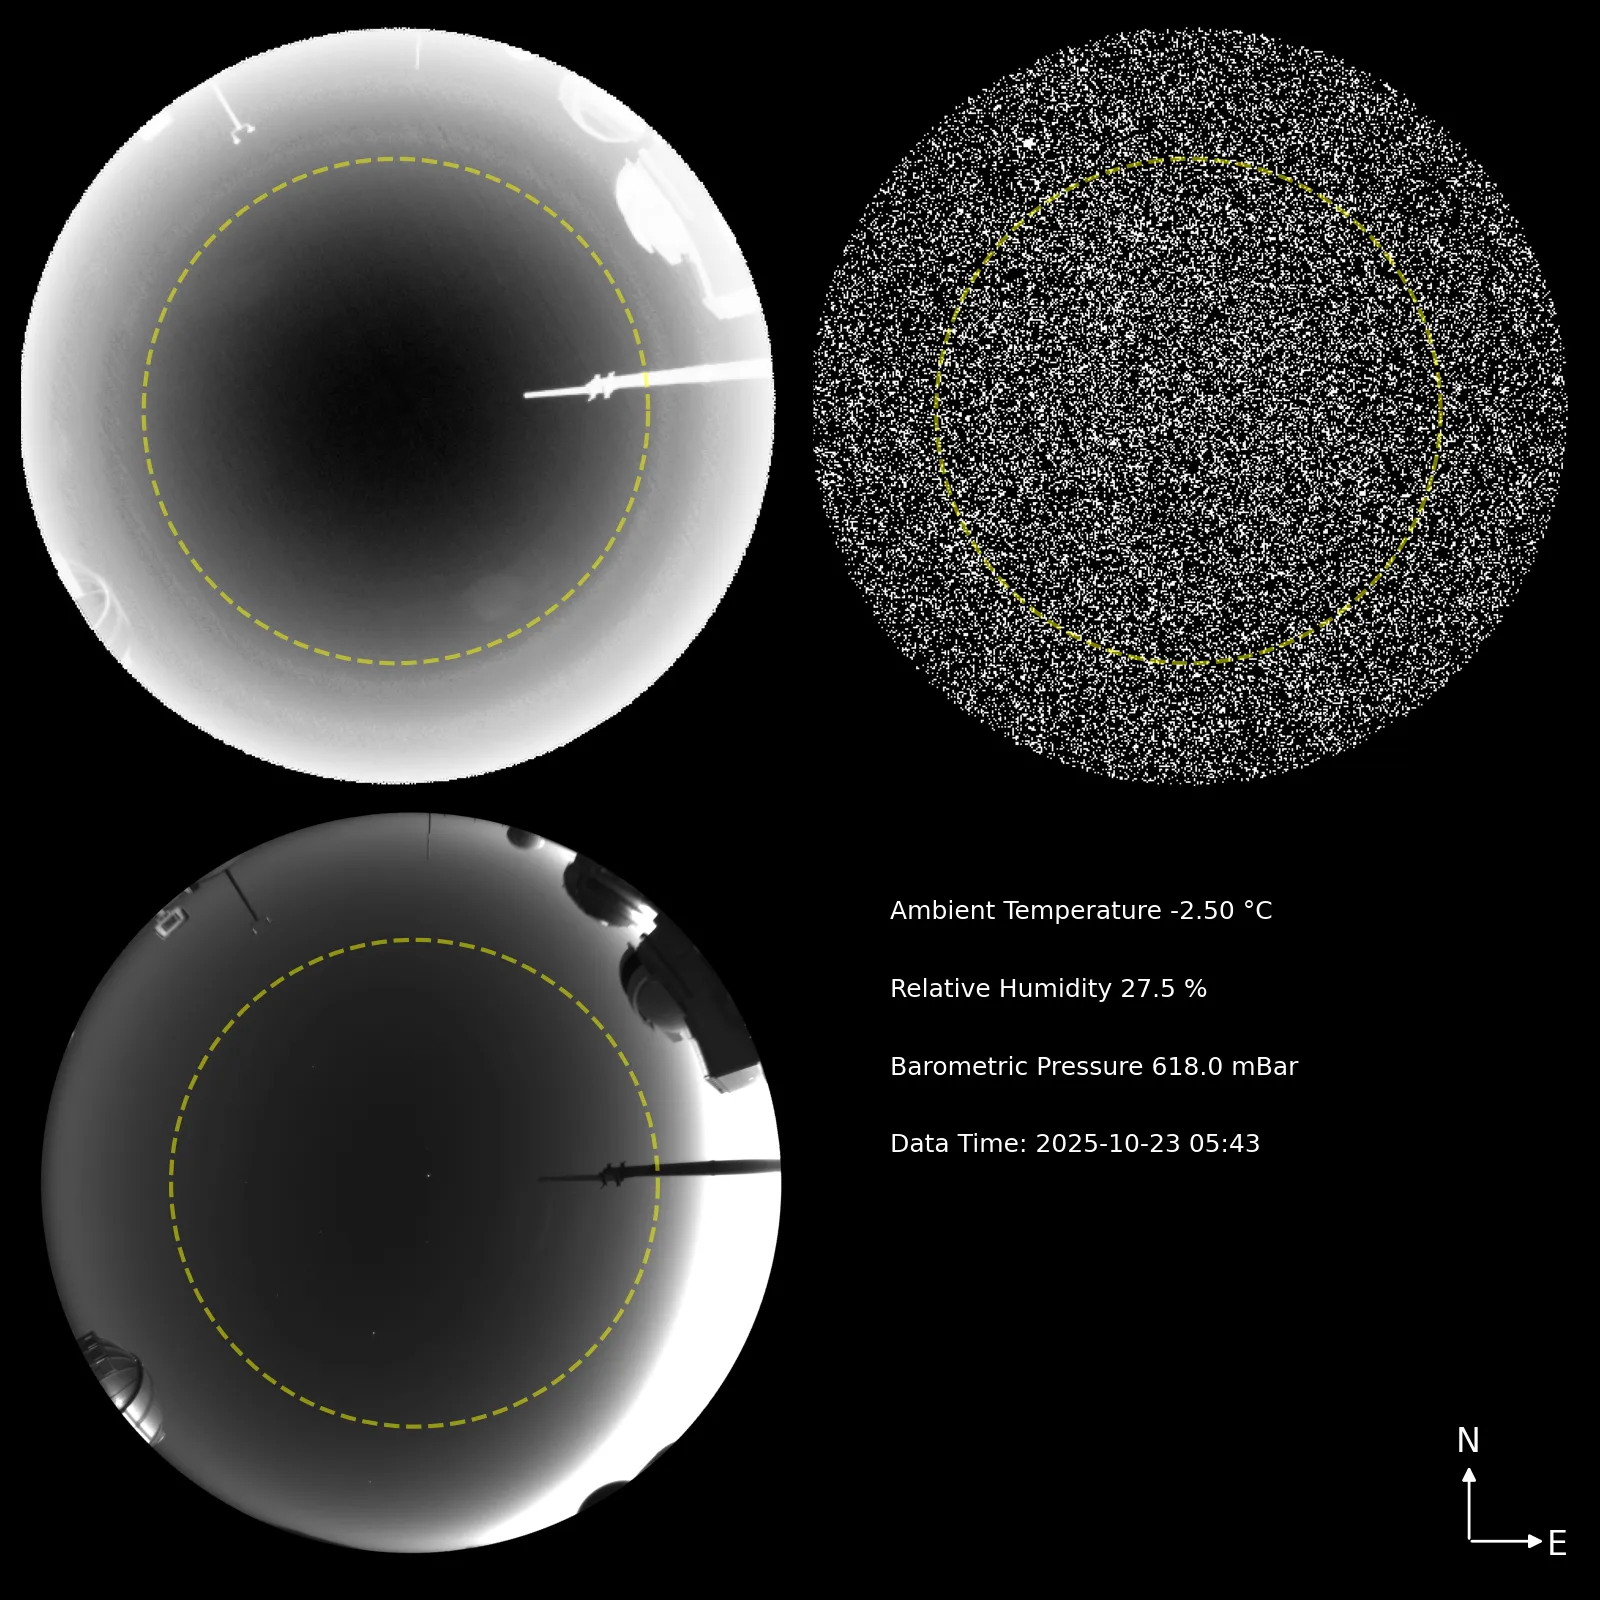 Ambient Temperature -2.50 °C
Relative Humidity 27.5 %
Barometric Pressure 618.0 mBar
Data Time: 2025-10-23 05:43
N
E